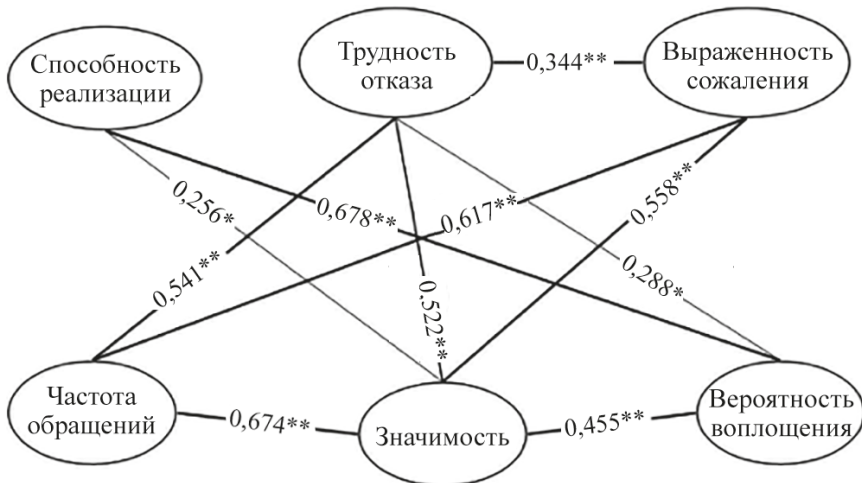 Способность
реализации
Трудность
отказа
0,344**
Выраженность
сожаления
0,256*
0,678**
0,617**
0,558**
0,541**
0,522**
0,288*
Частота
обращений
0,674**
Значимость
0,455**
Вероятность
воплощения